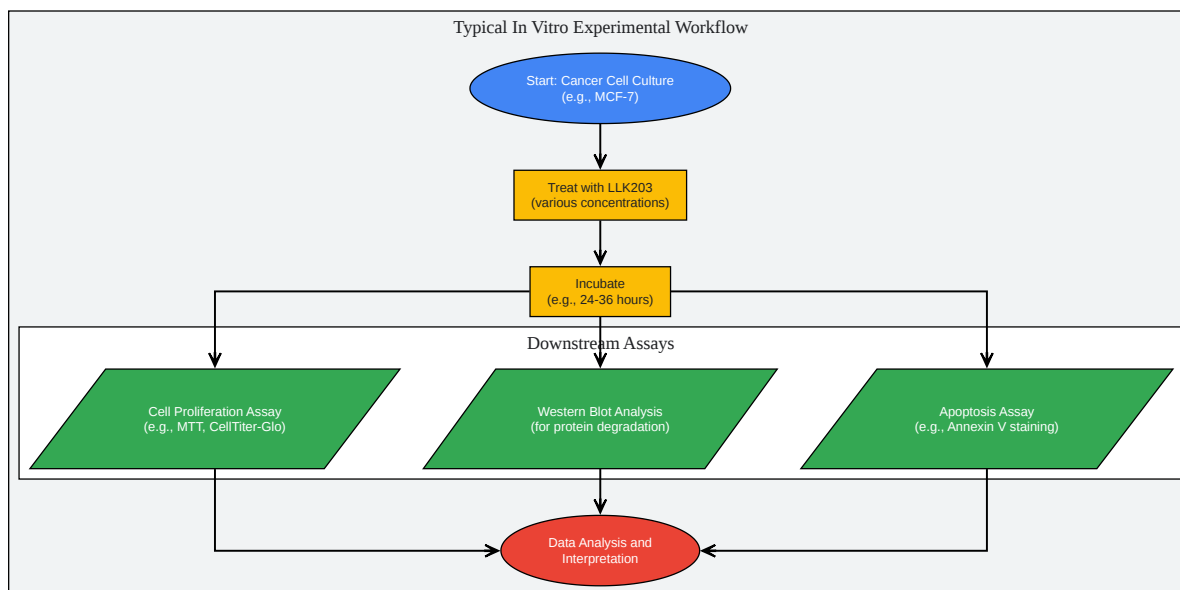 Typical In Vitro Experimental Workflow
Start: Cancer Cell Culture
(e.g., MCF-7)
Treat with LLK203
(various concentrations)
Incubate
(e.g., 24-36 hours)
Downstream Assays
Cell Proliferation Assay
(e.g., MTT, CellTiter-Glo)
Western Blot Analysis
(for protein degradation)
Apoptosis Assay
(e.g., Annexin V staining)
Data Analysis and
Interpretation